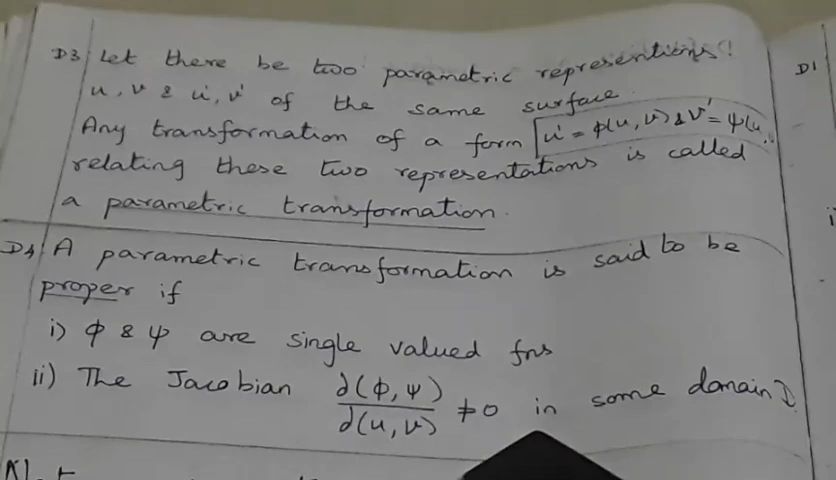 D3 Let there be two parametric representions!
u, v & u', v' of the same surface.
Any transformation of a form u' = φ(u, v) & v' = ψ(u,
relating these two representations is called
a parametric transformation.
D4 A parametric transformation is said to be
proper if
i) φ & ψ are single valued fns
ii) The Jacobian ∂(φ, ψ)/∂(u, v) ≠ 0 in some domain D.
D1
i